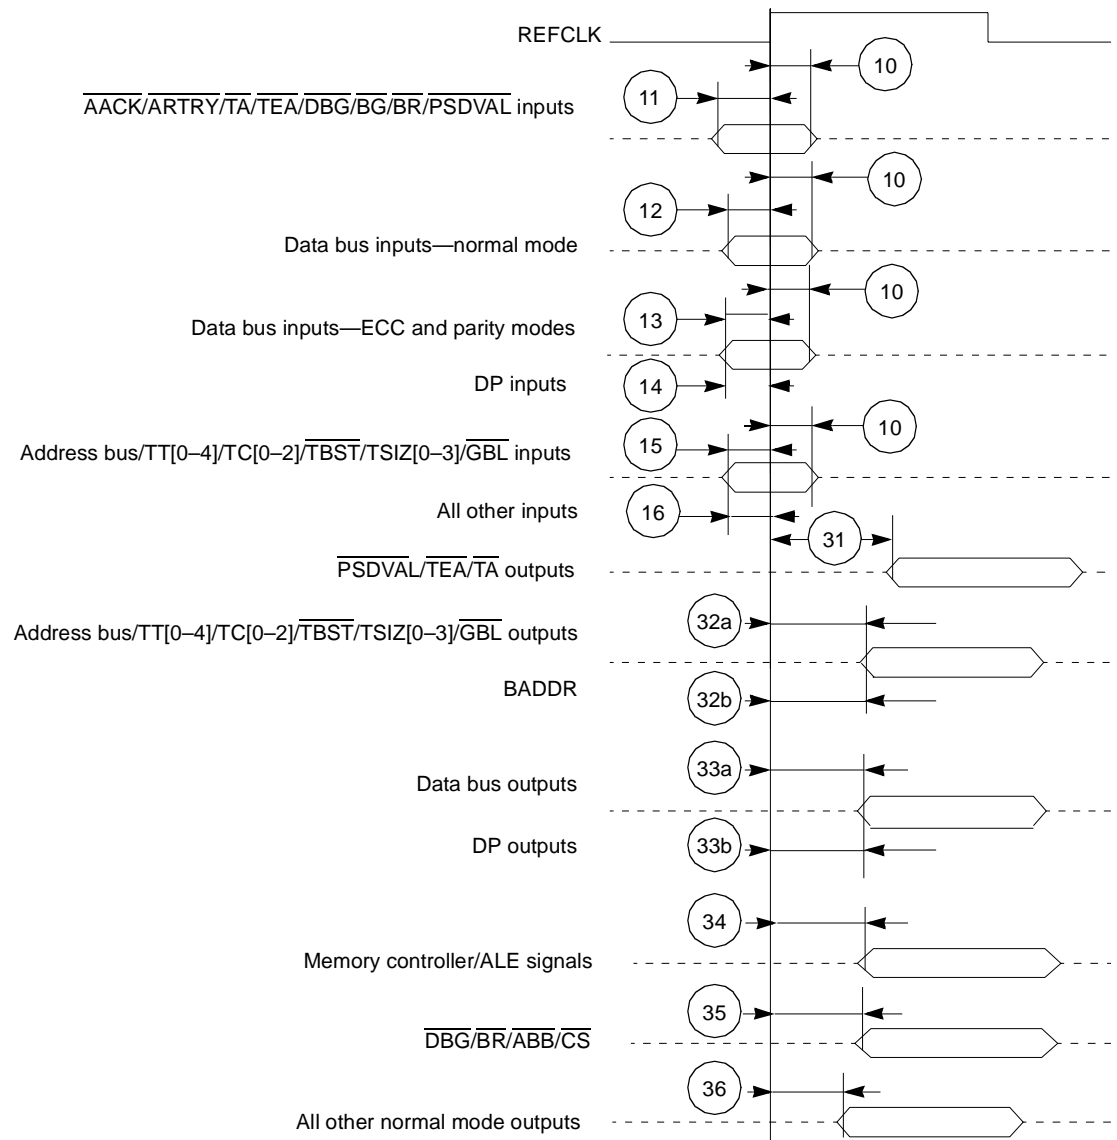 REFCLK
10
11
AACK/ARTRY/TA/TEA/DBG/BG/BR/PSDVAL inputs
10
12
Data bus inputs—normal mode
10
13
Data bus inputs—ECC and parity modes
DP inputs
14
10
15
Address bus/TT[0–4]/TC[0–2]/TBST/TSIZ[0–3]/GBL inputs
All other inputs
16
31
PSDVAL/TEA/TA outputs
32a
Address bus/TT[0–4]/TC[0–2]/TBST/TSIZ[0–3]/GBL outputs
BADDR
32b
33a
Data bus outputs
DP outputs
33b
34
Memory controller/ALE signals
35
DBG/BR/ABB/CS
36
All other normal mode outputs